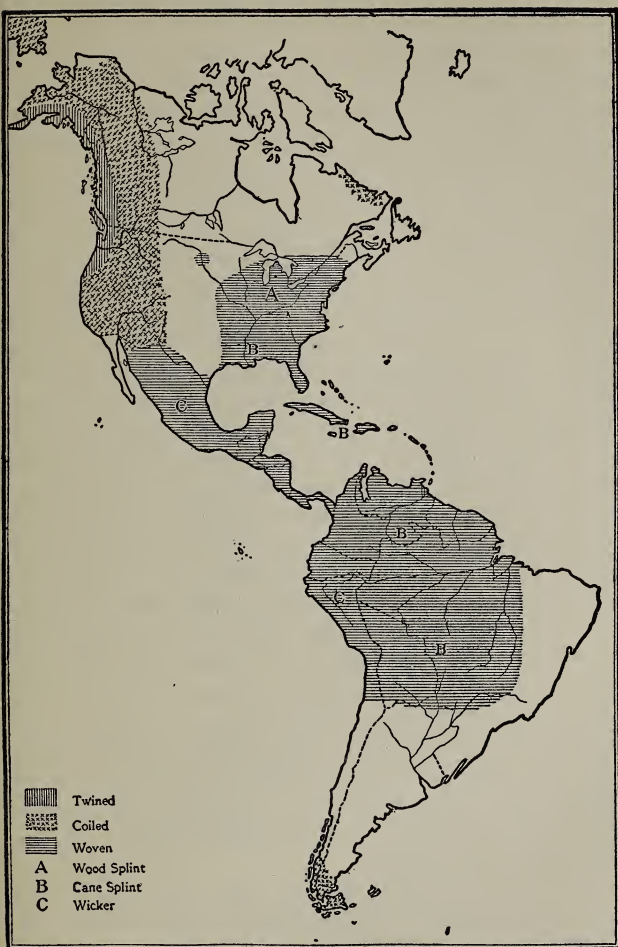 A
B
C
B
B
C
B
Twined
Coiled
Woven
A Wood Splint
B Cane Splint
C Wicker